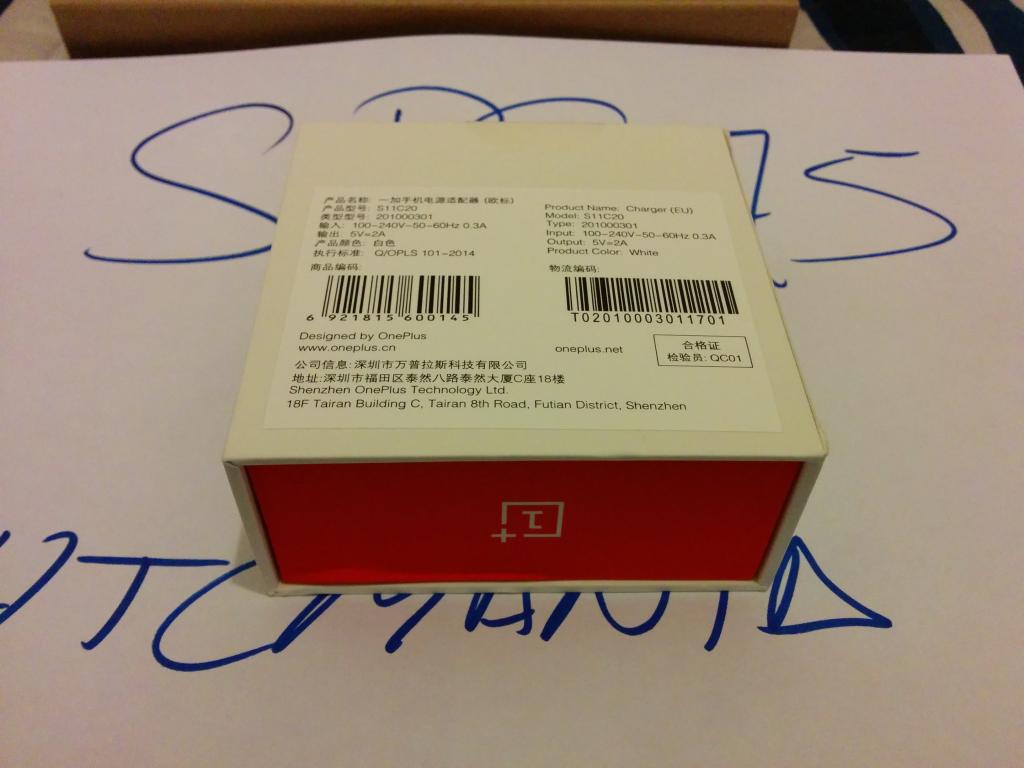 产品名称: 一加手机电源适配器 (欧标)
产品型号: S11C20
类型型号: 201000301
输入: 100-240V-50-60Hz 0.3A
输出: 5V=2A
产品颜色: 白色
执行标准: Q/OPLS 101-2014
商品编码:
6 921815 600145
Product Name: Charger (EU)
Model: S11C20
Type: 201000301
Input: 100-240V-50-60Hz 0.3A
Output: 5V=2A
Product Color: White
物流编码:
T02010003011701
Designed by OnePlus
www.oneplus.cn
oneplus.net
合格证
检验员: QC01
公司信息: 深圳市万普拉斯科技有限公司
地址: 深圳市福田区泰然八路泰然大厦C座18楼
Shenzhen OnePlus Technology Ltd.
18F Tairan Building C, Tairan 8th Road, Futian District, Shenzhen
1+